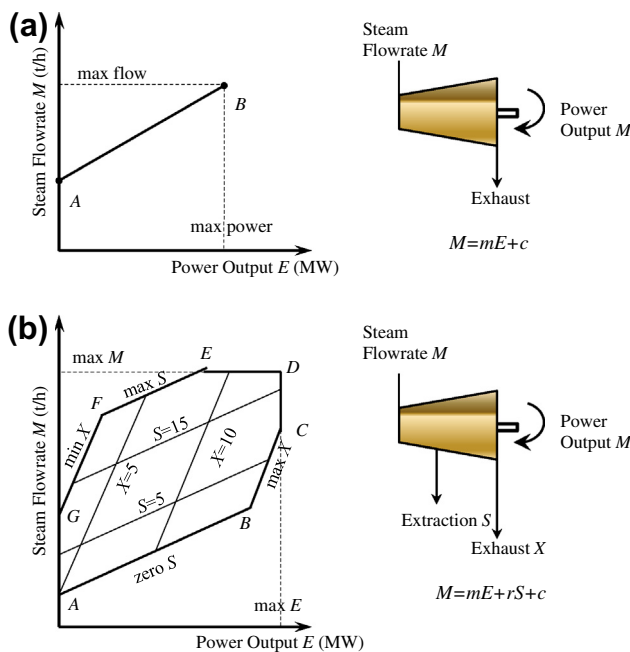 (a)
Steam Flowrate M (t/h)
max flow
B
A
max power
Power Output E (MW)
Steam
Flowrate M
Power
Output M
Exhaust
M=mE+c
(b)
Steam Flowrate M (t/h)
max M
E
D
max S
F
S=15
X=10
C
min X
X=5
max X
S=5
G
B
zero S
A
max E
Power Output E (MW)
Steam
Flowrate M
Power
Output M
Extraction S
Exhaust X
M=mE+rS+c